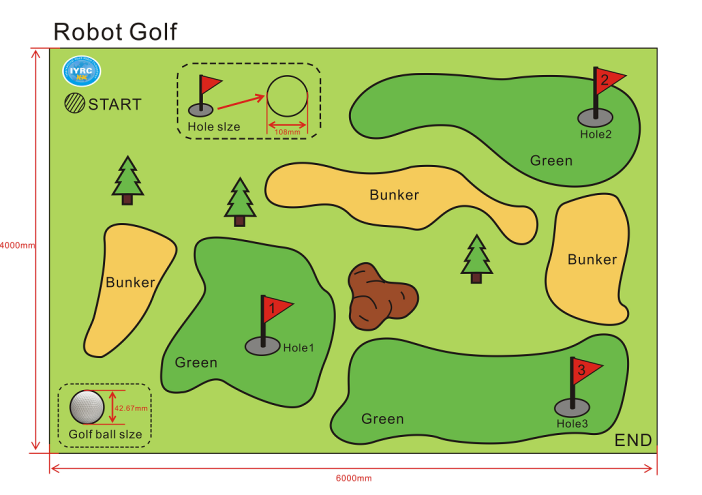 Robot Golf
IYRC
START
Hole sIze
108mm
2
Hole2
Green
Bunker
4000mm
Bunker
Bunker
1
Hole1
Green
3
Hole3
Green
42.67mm
Golf ball sIze
END
6000mm